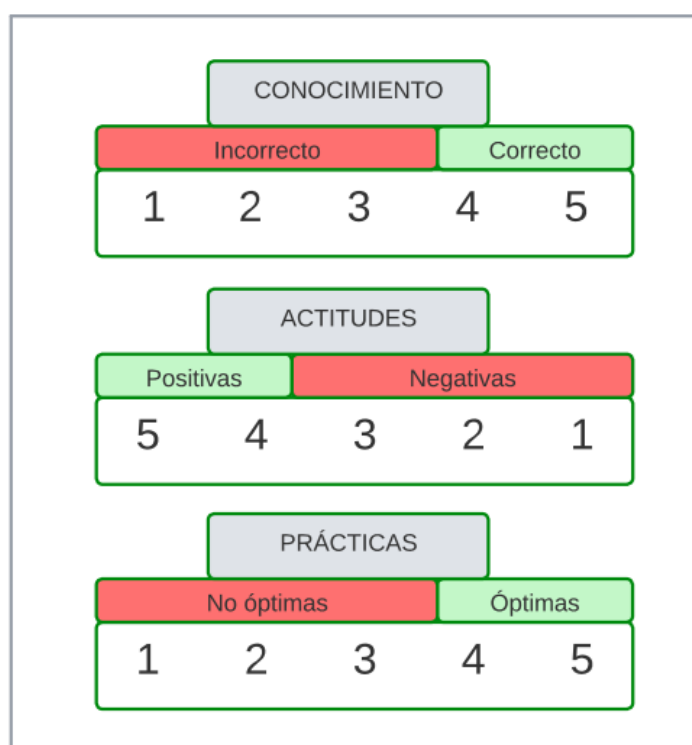 CONOCIMIENTO
Incorrecto Correcto
1 2 3 4 5
ACTITUDES
Positivas Negativas
5 4 3 2 1
PRÁCTICAS
No óptimas Óptimas
1 2 3 4 5